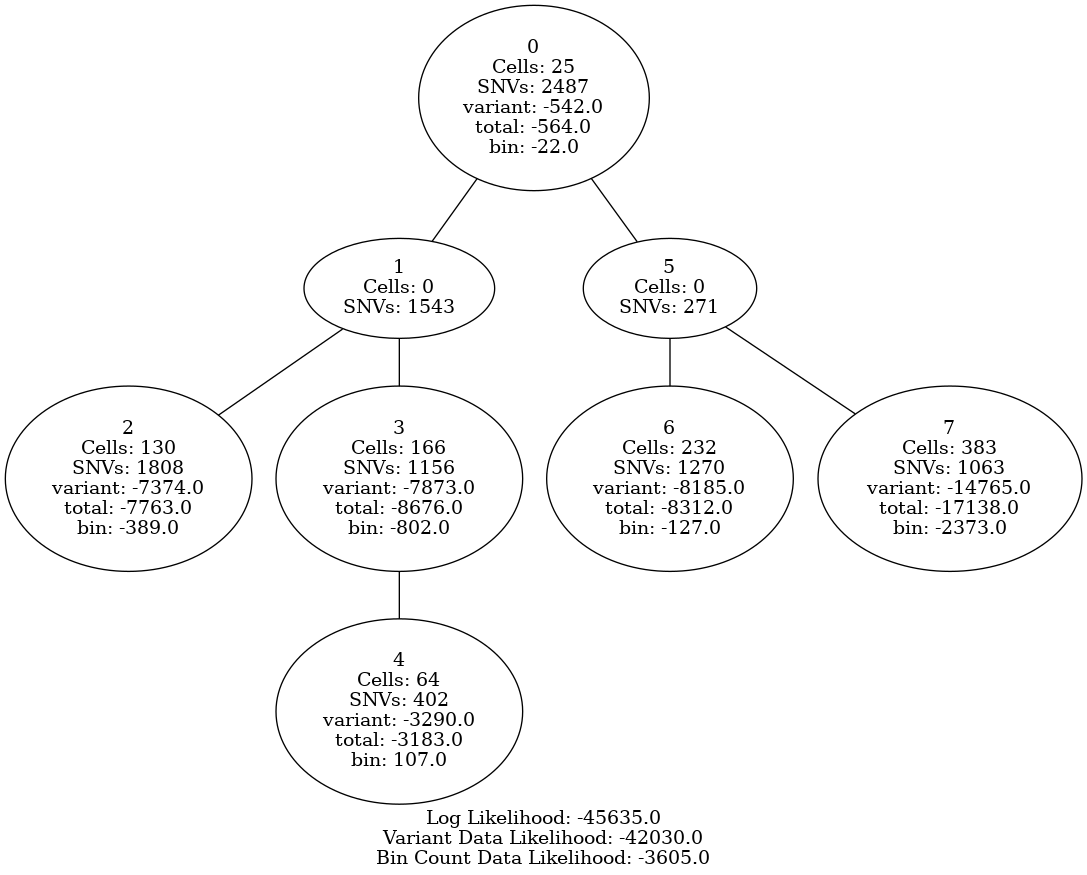 0
Cells: 25
SNVs: 2487
variant: -542.0
total: -564.0
bin: -22.0
1
Cells: 0
SNVs: 1543
5
Cells: 0
SNVs: 271
2
Cells: 130
SNVs: 1808
variant: -7374.0
total: -7763.0
bin: -389.0
3
Cells: 166
SNVs: 1156
variant: -7873.0
total: -8676.0
bin: -802.0
6
Cells: 232
SNVs: 1270
variant: -8185.0
total: -8312.0
bin: -127.0
7
Cells: 383
SNVs: 1063
variant: -14765.0
total: -17138.0
bin: -2373.0
4
Cells: 64
SNVs: 402
variant: -3290.0
total: -3183.0
bin: 107.0
Log Likelihood: -45635.0
Variant Data Likelihood: -42030.0
Bin Count Data Likelihood: -3605.0